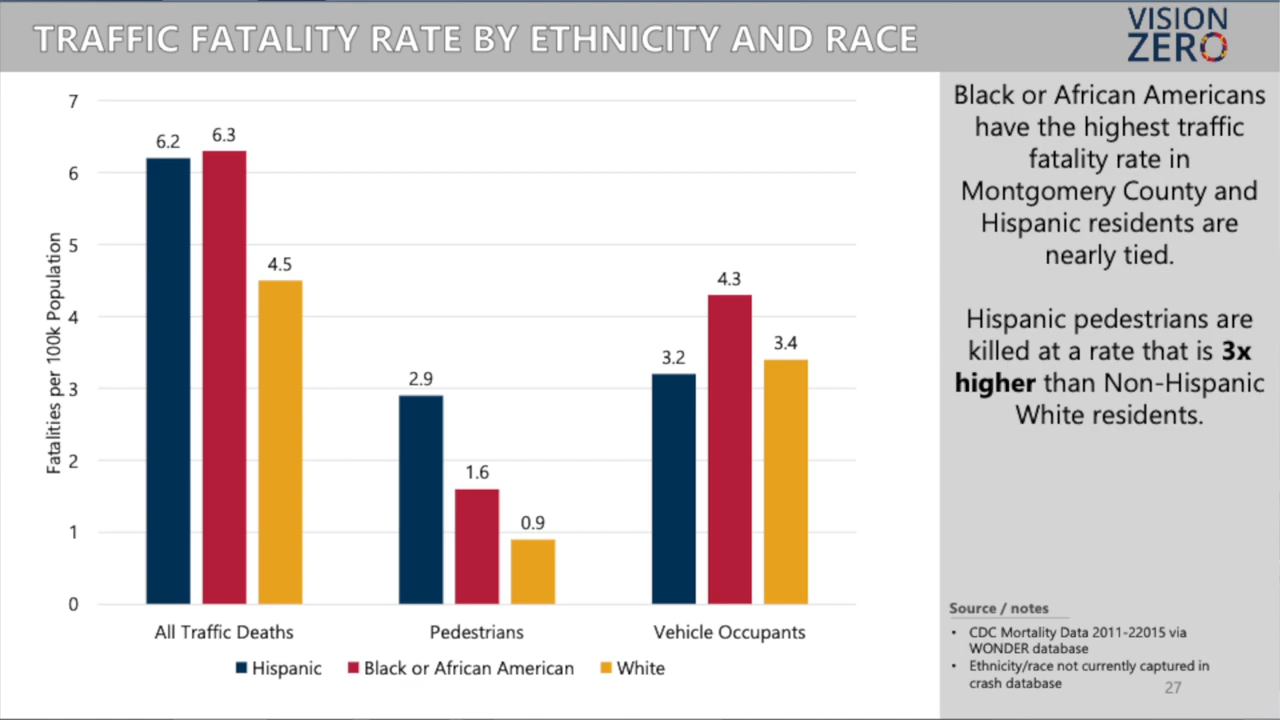 TRAFFIC FATALITY RATE BY ETHNICITY AND RACE
VISION
ZERO
7
6
5
4
3
2
1
0
Fatalities per 100k Population
6.2
6.3
4.5
2.9
1.6
0.9
3.2
4.3
3.4
All Traffic Deaths
Pedestrians
Vehicle Occupants
Hispanic
Black or African American
White
Black or African Americans
have the highest traffic
fatality rate in
Montgomery County and
Hispanic residents are
nearly tied.
Hispanic pedestrians are
killed at a rate that is 3x
higher than Non-Hispanic
White residents.
Source / notes
• CDC Mortality Data 2011-22015 via
WONDER database
• Ethnicity/race not currently captured in
crash database
27